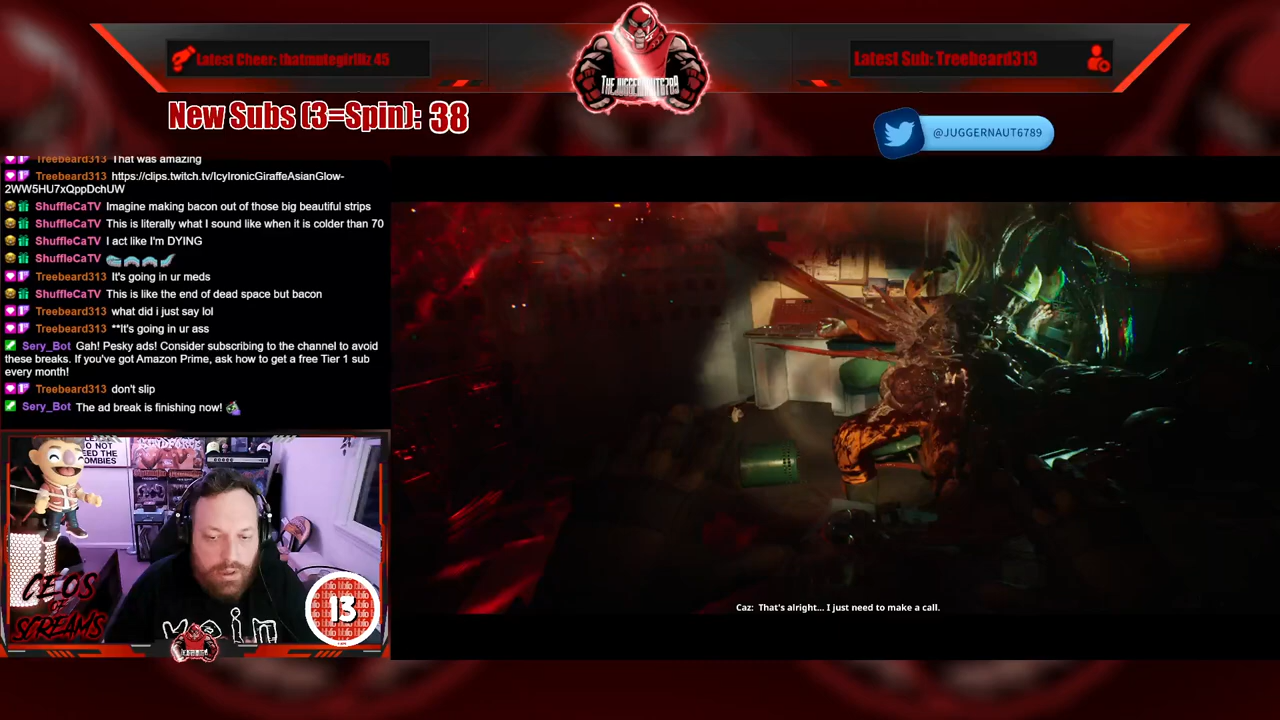 Latest Cheer: thatmutegirlliz 45
THEJUGGERNAUT6789
Latest Sub: Treebeard313
New Subs (3=Spin): 38
@JUGGERNAUT6789
Treebeard313 That was amazing
Treebeard313 https://clips.twitch.tv/IcyIronicGiraffeAsianGlow-
2WW5HU7xQppDchUW
ShuffleCaTV Imagine making bacon out of those big beautiful strips
ShuffleCaTV This is literally what I sound like when it is colder than 70
ShuffleCaTV I act like I'm DYING
ShuffleCaTV
Treebeard313 It's going in ur meds
ShuffleCaTV This is like the end of dead space but bacon
Treebeard313 what did i just say lol
Treebeard313 **It's going in ur ass
Sery_Bot Gah! Pesky ads! Consider subscribing to the channel to avoid
these breaks. If you've got Amazon Prime, ask how to get a free Tier 1 sub
every month!
Treebeard313 don't slip
Sery_Bot The ad break is finishing now!
DO NOT
FEED THE
ZOMBIES
CEOS
OF
SCREAMS
13
Caz: That's alright... I just need to make a call.